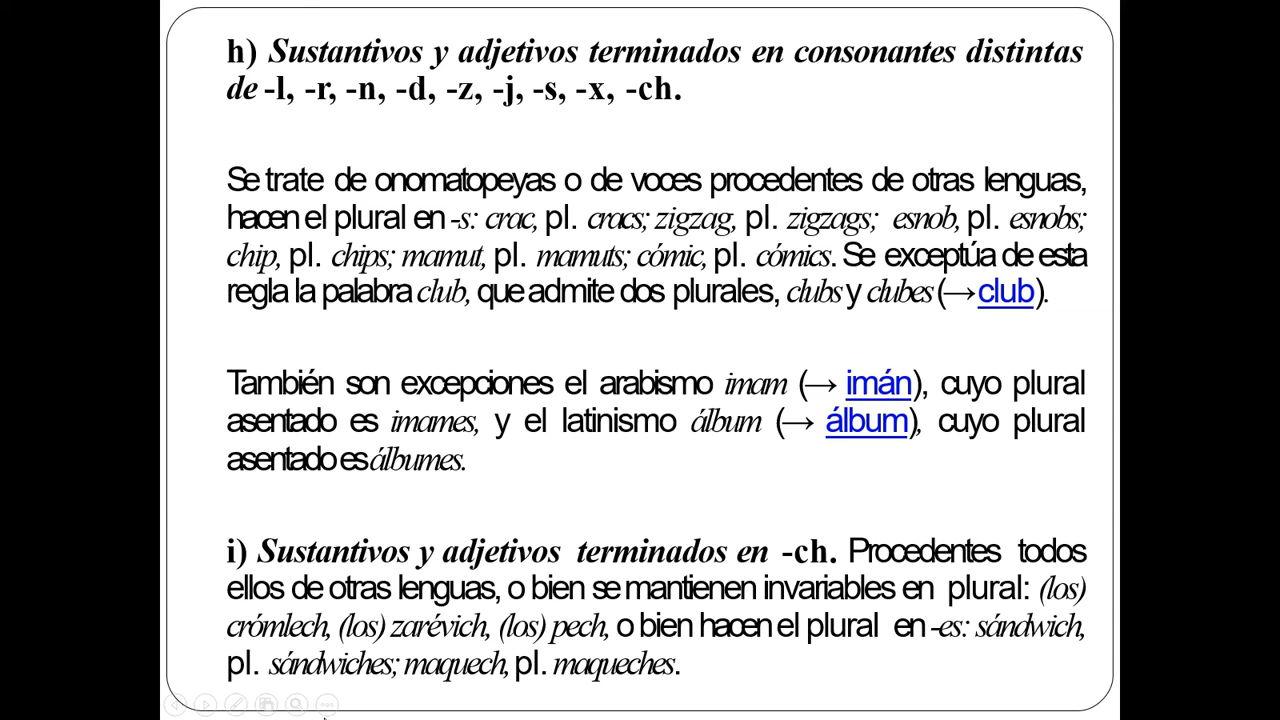 h) Sustantivos y adjetivos terminados en consonantes distintas
de -l, -r, -n, -d, -z, -j, -s, -x, -ch.
Se trate de onomatopeyas o de voces procedentes de otras lenguas,
hacen el plural en -s: crac, pl. cracs; zigzag, pl. zigzags; esnob, pl. esnobs;
chip, pl. chips; mamut, pl. mamuts; cómic, pl. cómics. Se exceptúa de esta
regla la palabra club, que admite dos plurales, clubs y clubes (→club).
También son excepciones el arabismo imam (→ imán), cuyo plural
asentado es imames, y el latinismo álbum (→ álbum), cuyo plural
asentado es álbumes.
i) Sustantivos y adjetivos terminados en -ch. Procedentes todos
ellos de otras lenguas, o bien se mantienen invariables en plural: (los)
crómlech, (los) zarévich, (los) pech, o bien hacen el plural en -es: sándwich,
pl. sándwiches; maquech, pl. maqueches.